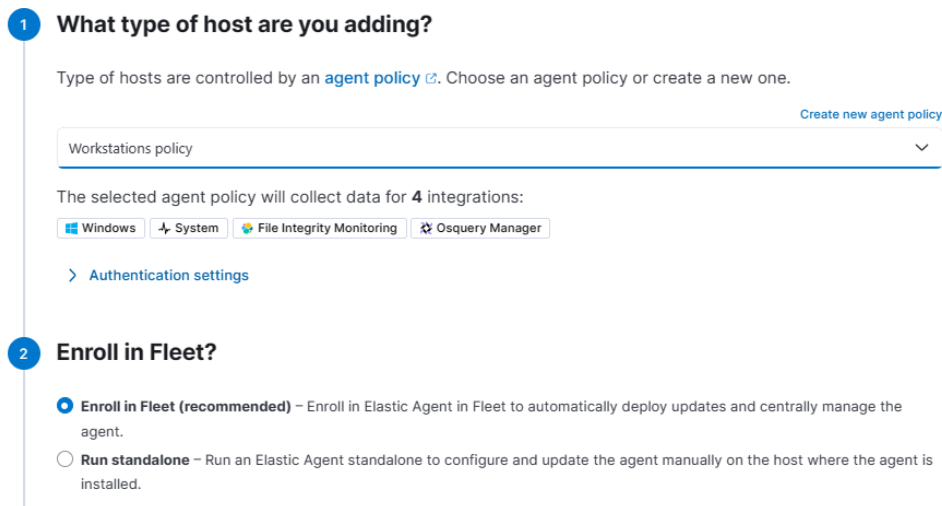 1
What type of host are you adding?
Type of hosts are controlled by an agent policy. Choose an agent policy or create a new one.
Create new agent policy
Workstations policy
The selected agent policy will collect data for 4 integrations:
Windows System File Integrity Monitoring Osquery Manager
Authentication settings
2
Enroll in Fleet?
Enroll in Fleet (recommended) – Enroll in Elastic Agent in Fleet to automatically deploy updates and centrally manage the
agent.
Run standalone – Run an Elastic Agent standalone to configure and update the agent manually on the host where the agent is
installed.